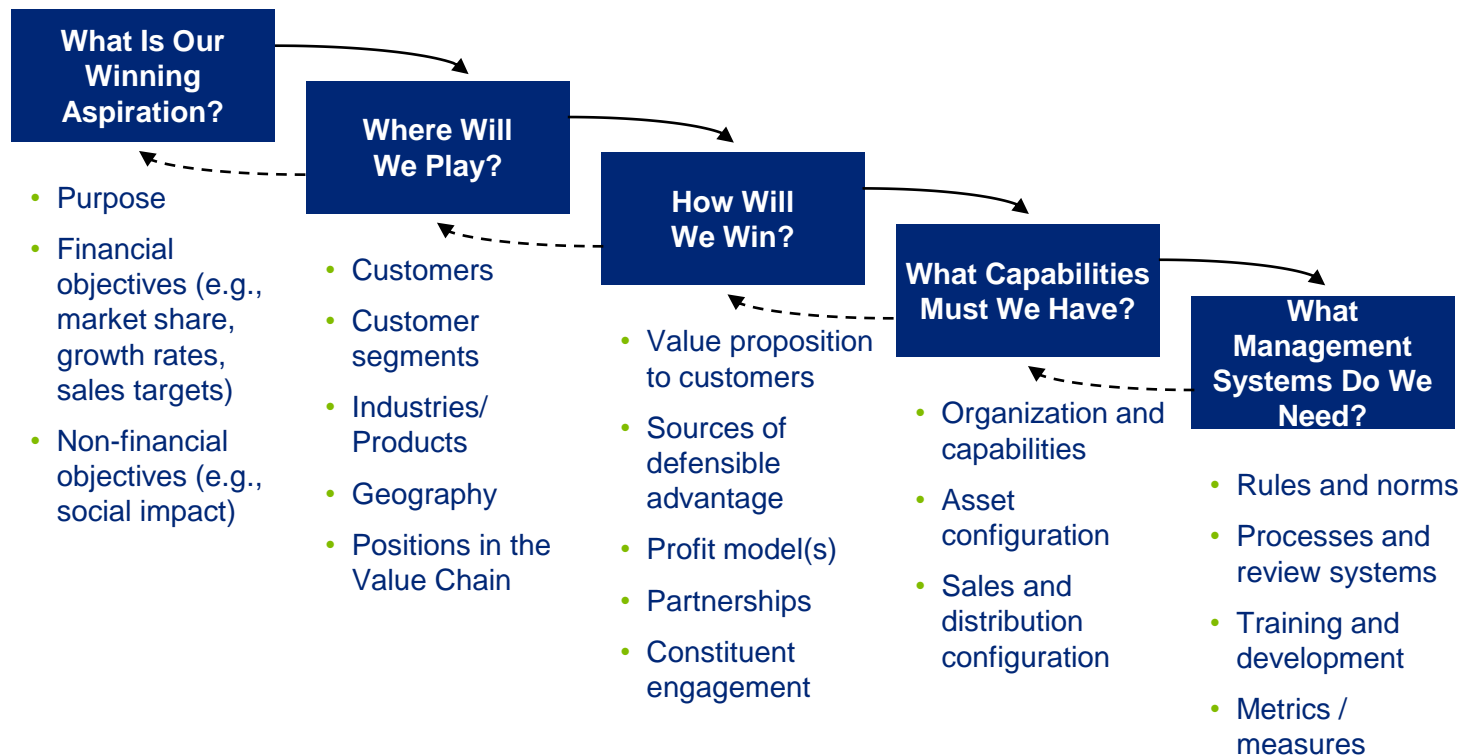 What Is Our
Winning
Aspiration?
• Purpose
• Financial
objectives (e.g.,
market share,
growth rates,
sales targets)
• Non-financial
objectives (e.g.,
social impact)
Where Will
We Play?
• Customers
• Customer
segments
• Industries/
Products
• Geography
• Positions in the
Value Chain
How Will
We Win?
• Value proposition
to customers
• Sources of
defensible
advantage
• Profit model(s)
• Partnerships
• Constituent
engagement
What Capabilities
Must We Have?
• Organization and
capabilities
• Asset
configuration
• Sales and
distribution
configuration
What
Management
Systems Do We
Need?
• Rules and norms
• Processes and
review systems
• Training and
development
• Metrics /
measures